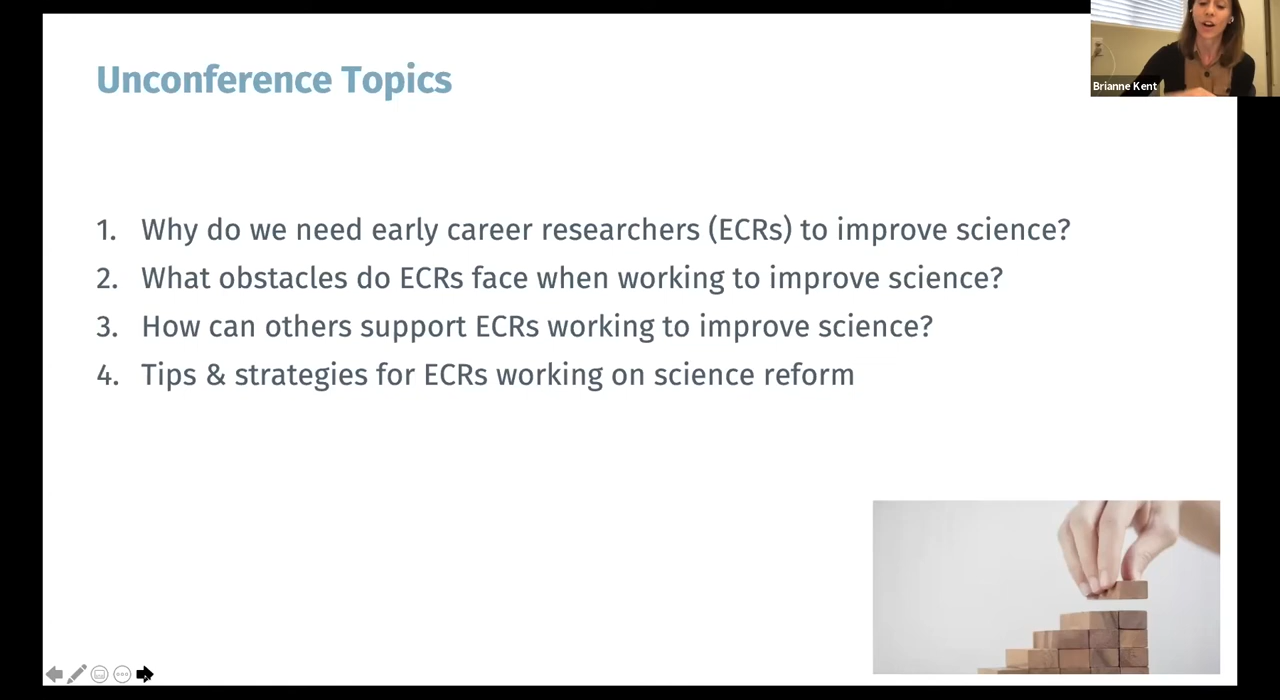 Unconference Topics
Brianne Kent
1. Why do we need early career researchers (ECRs) to improve science?
2. What obstacles do ECRs face when working to improve science?
3. How can others support ECRs working to improve science?
4. Tips & strategies for ECRs working on science reform